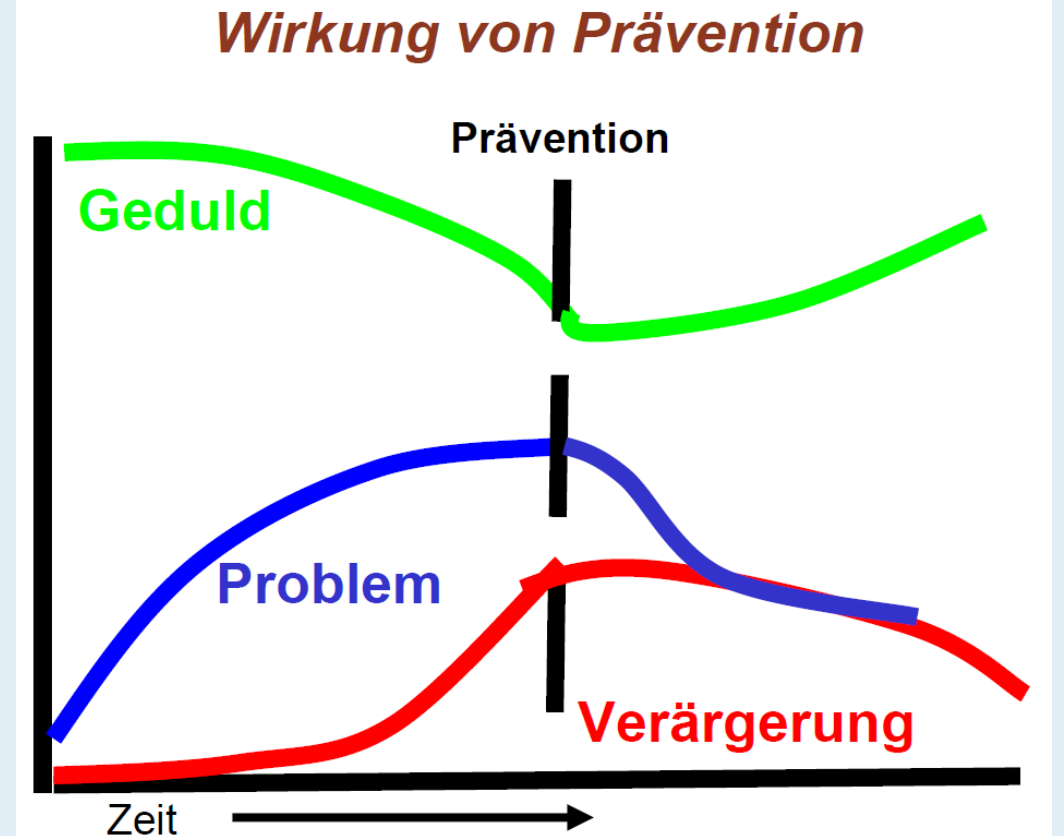 Wirkung von Prävention
Prävention
Geduld
Problem
Verärgerung
Zeit